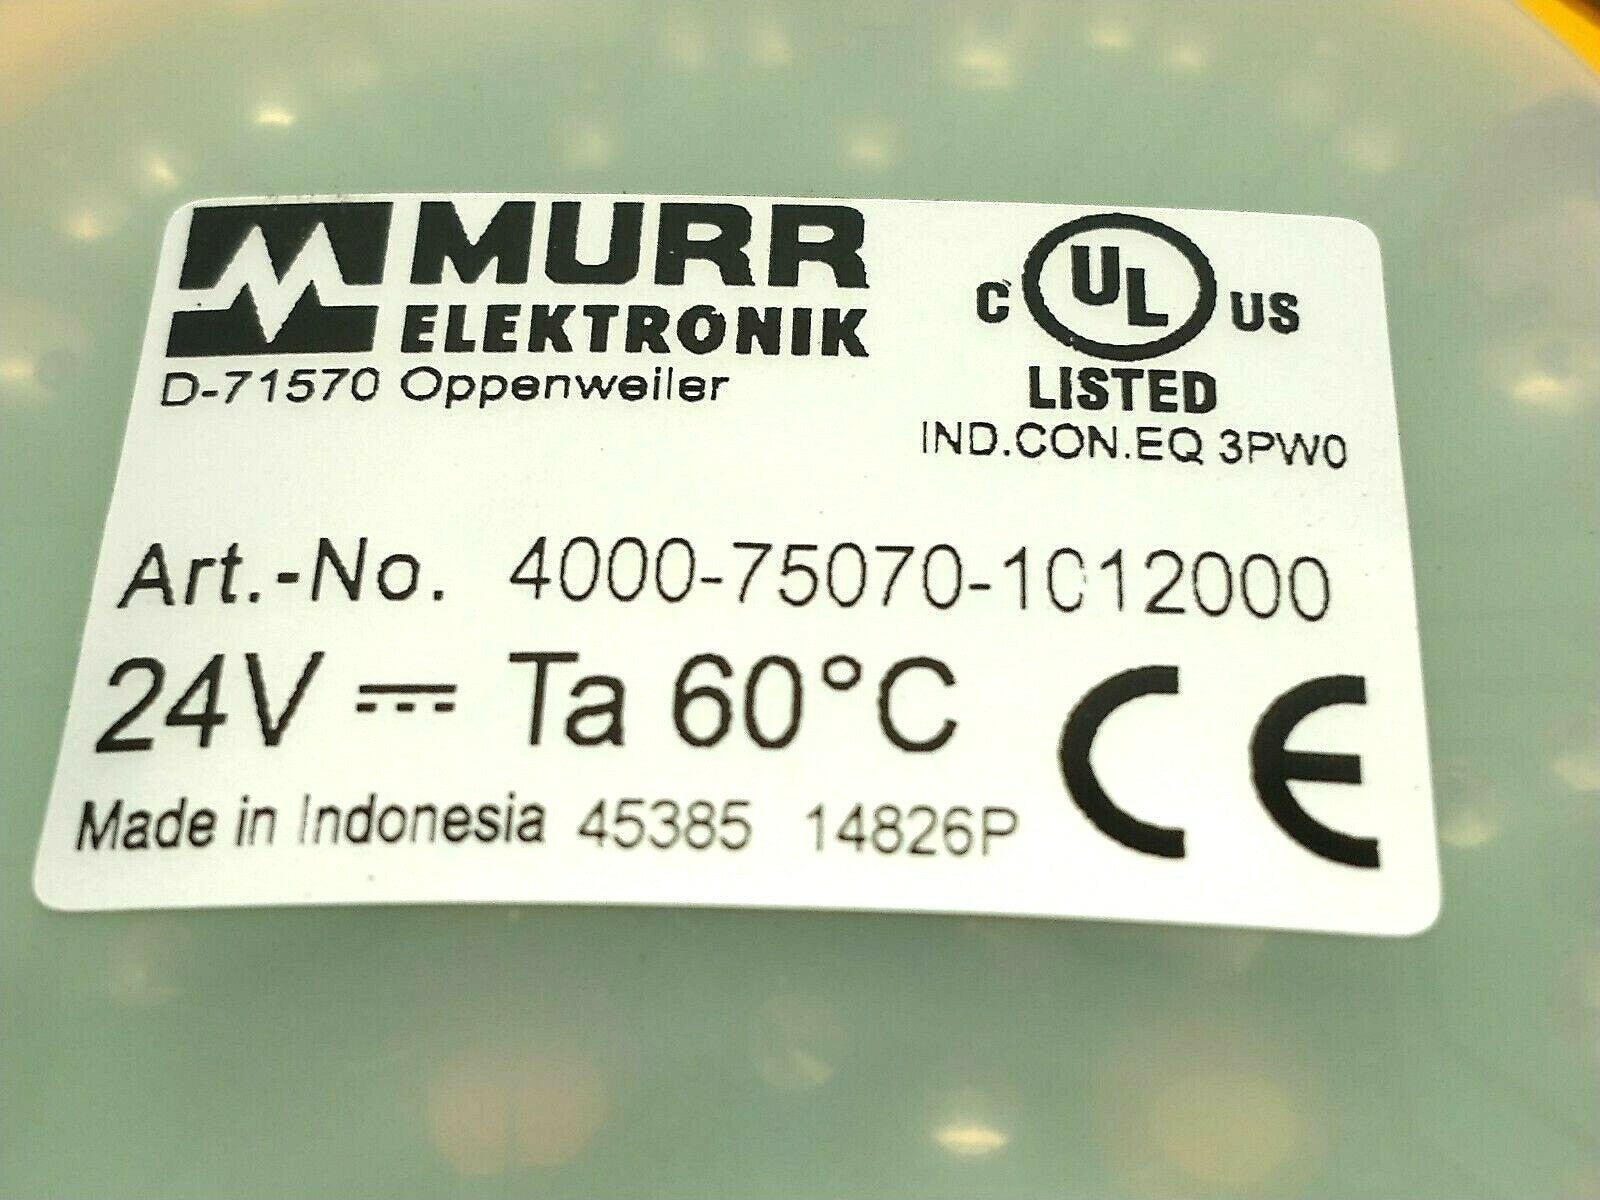 MURR
ELEKTRONIK
D-71570 Oppenweiler
C UL US
LISTED
IND.CON.EQ 3PW0
Art.-No. 4000-75070-1012000
24V ⎓ Ta 60°C
CE
Made in Indonesia 45385 14826P